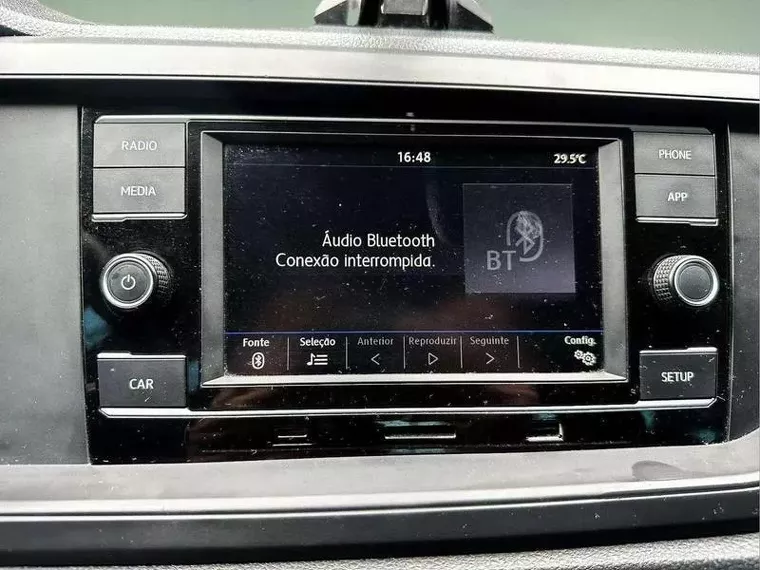 RADIO
MEDIA
CAR
16:48
29.5°C
Áudio Bluetooth
Conexão interrompida.
BT
Fonte
Seleção
Anterior
Reproduzir
Seguinte
Config.
PHONE
APP
SETUP